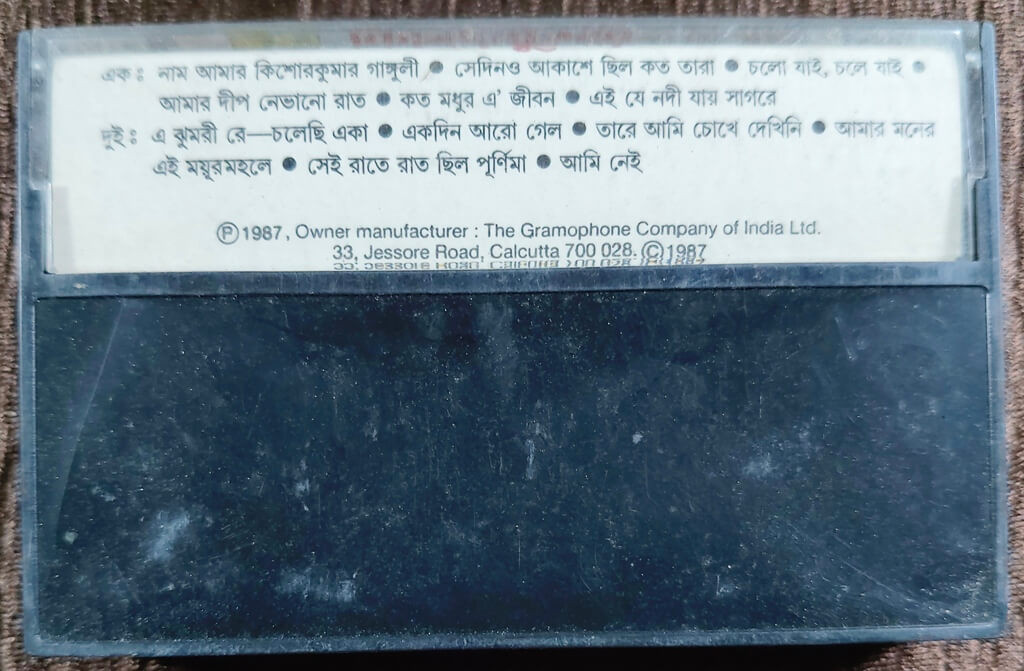 এক : নাম আমার কিশোরকুমার গাঙ্গুলী ● সেদিনও আকাশে ছিল কত তারা ● চলো যাই, চলে যাই ●
আমার দীপ নেভানো রাত ● কত মধুর এ' জীবন ● এই যে নদী যায় সাগরে
দুই : এ ঝুমরী রে—চলেছি একা ● একদিন আরো গেল ● তারে আমি চোখে দেখিনি ● আমার মনের
এই ময়ূরমহলে ● সেই রাতে রাত ছিল পূর্ণিমা ● আমি নেই
Ⓟ1987, Owner manufacturer : The Gramophone Company of India Ltd.
33, Jessore Road, Calcutta 700 028. Ⓒ1987